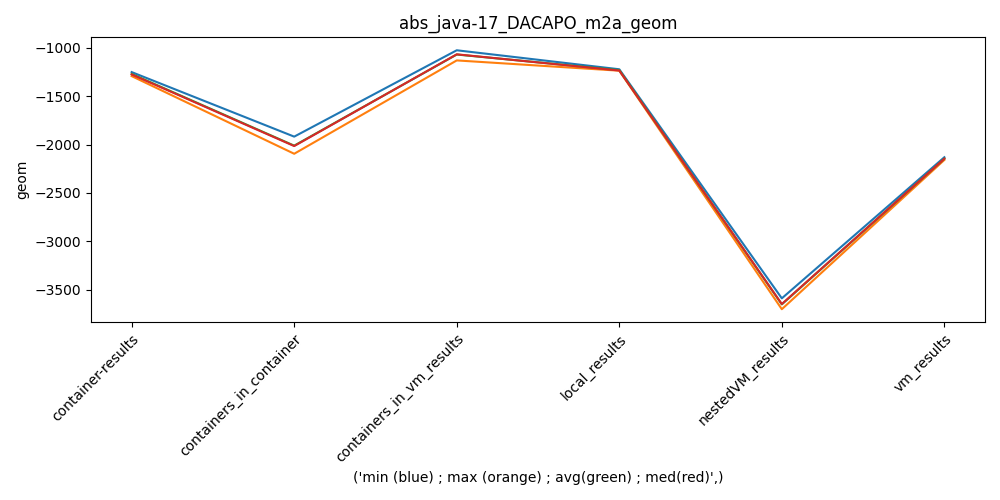 abs_java-17_DACAPO_m2a_geom
−1000
−1500
−2000
−2500
−3000
−3500
geom
container-results
containers_in_container
containers_in_vm_results
local_results
nestedVM_results
vm_results
('min (blue) ; max (orange) ; avg(green) ; med(red)',)